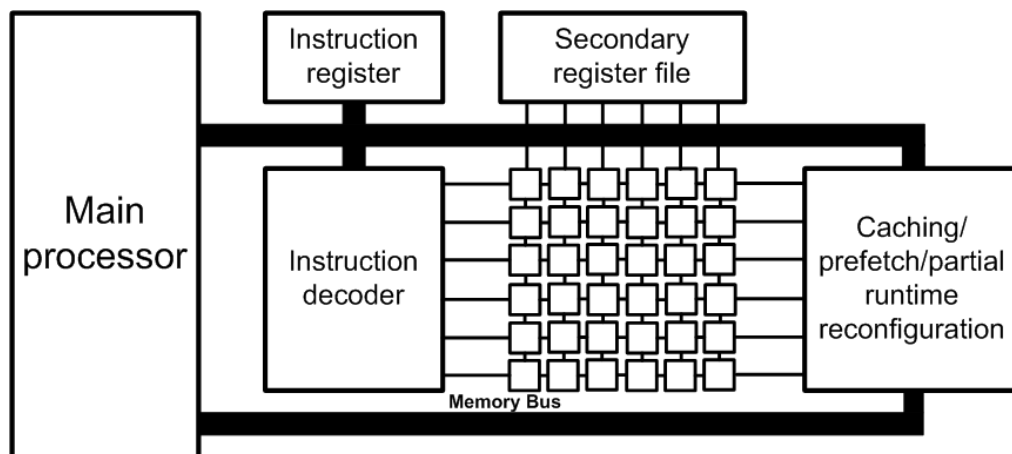 Instruction
register
Secondary
register file
Main
processor
Instruction
decoder
Caching/
prefetch/partial
runtime
reconfiguration
Memory Bus